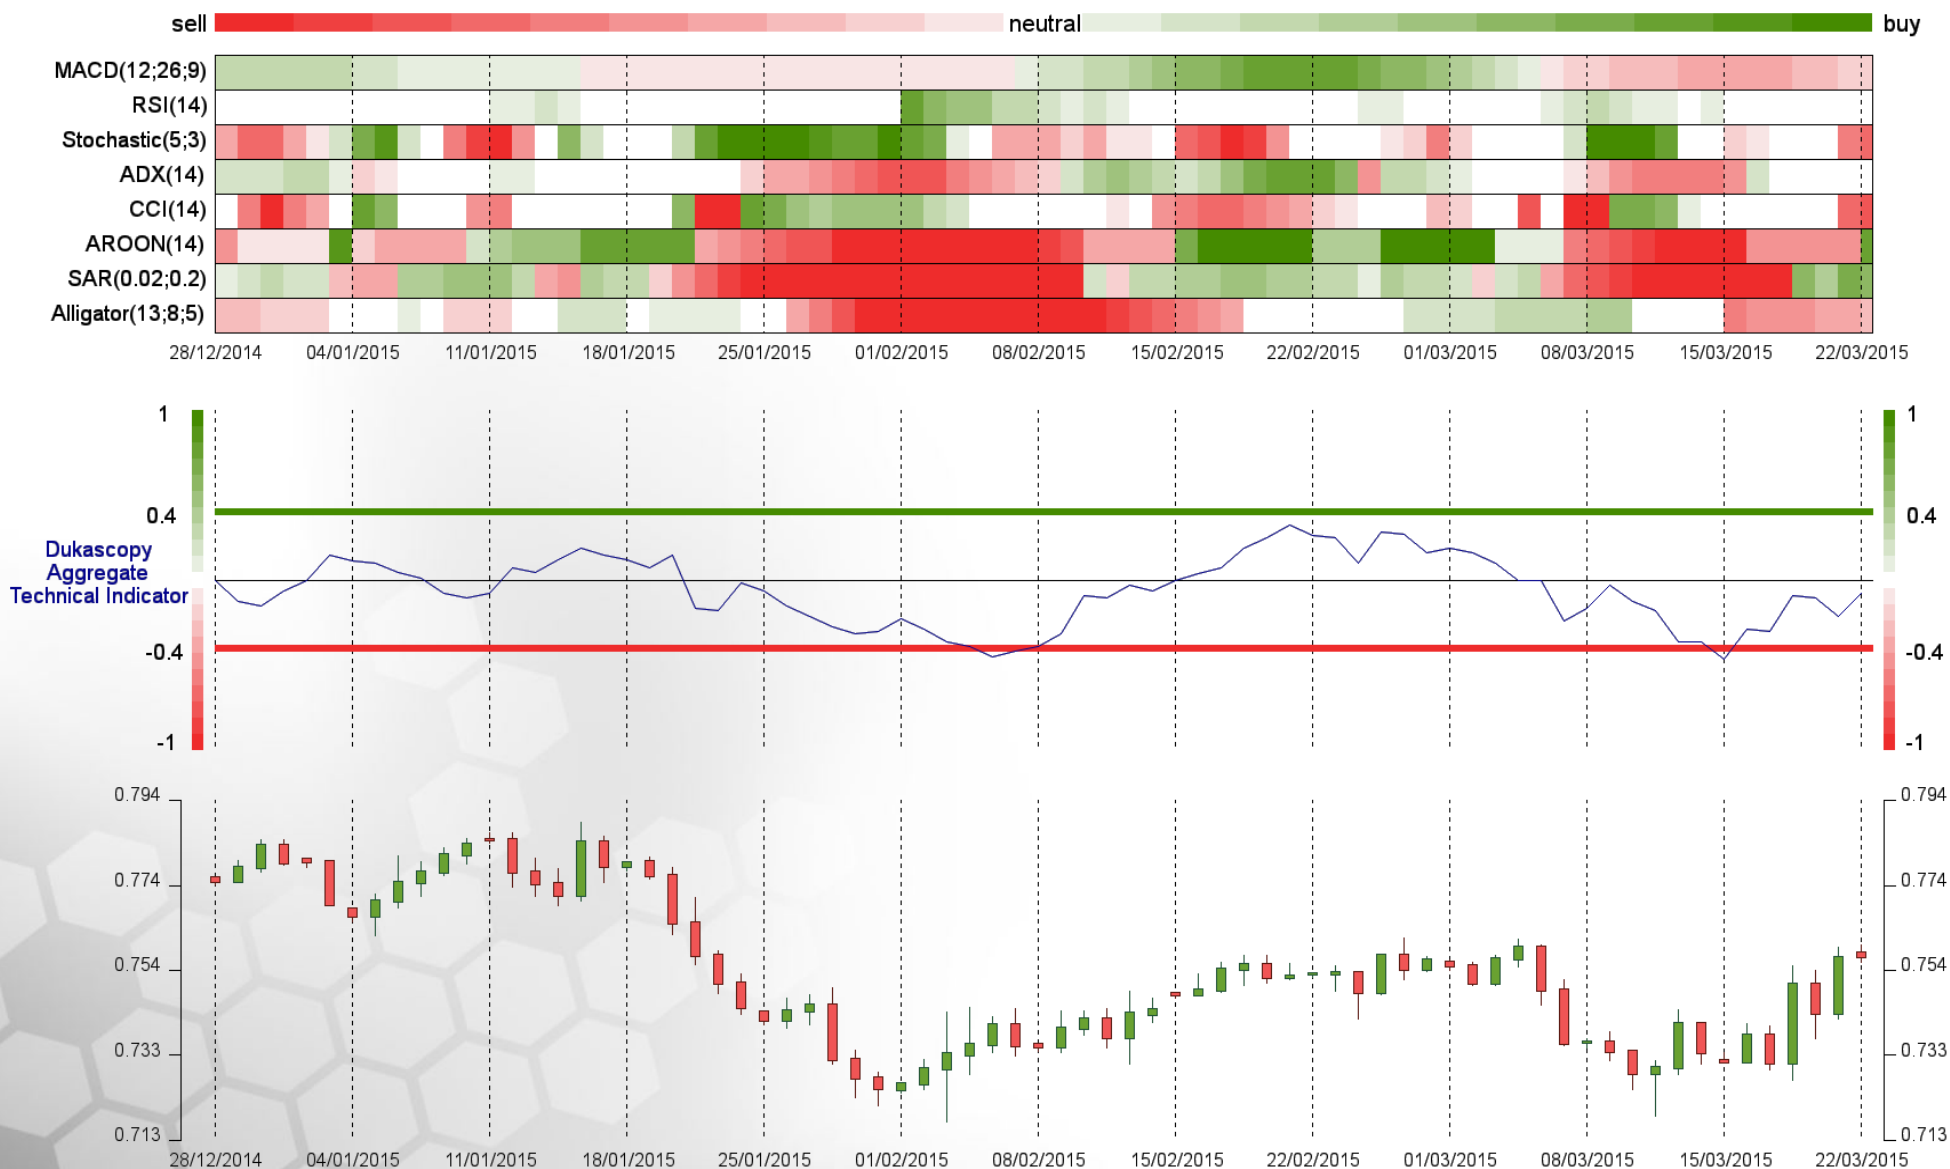 sell neutral buy
MACD(12;26;9)
RSI(14)
Stochastic(5;3)
ADX(14)
CCI(14)
AROON(14)
SAR(0.02;0.2)
Alligator(13;8;5)
28/12/2014 04/01/2015 11/01/2015 18/01/2015 25/01/2015 01/02/2015 08/02/2015 15/02/2015 22/02/2015 01/03/2015 08/03/2015 15/03/2015 22/03/2015
1 1
0.4 0.4
Dukascopy
Aggregate
Technical Indicator
-0.4 -0.4
-1 -1
0.794 0.794
0.774 0.774
0.754 0.754
0.733 0.733
0.713 0.713
28/12/2014 04/01/2015 11/01/2015 18/01/2015 25/01/2015 01/02/2015 08/02/2015 15/02/2015 22/02/2015 01/03/2015 08/03/2015 15/03/2015 22/03/2015